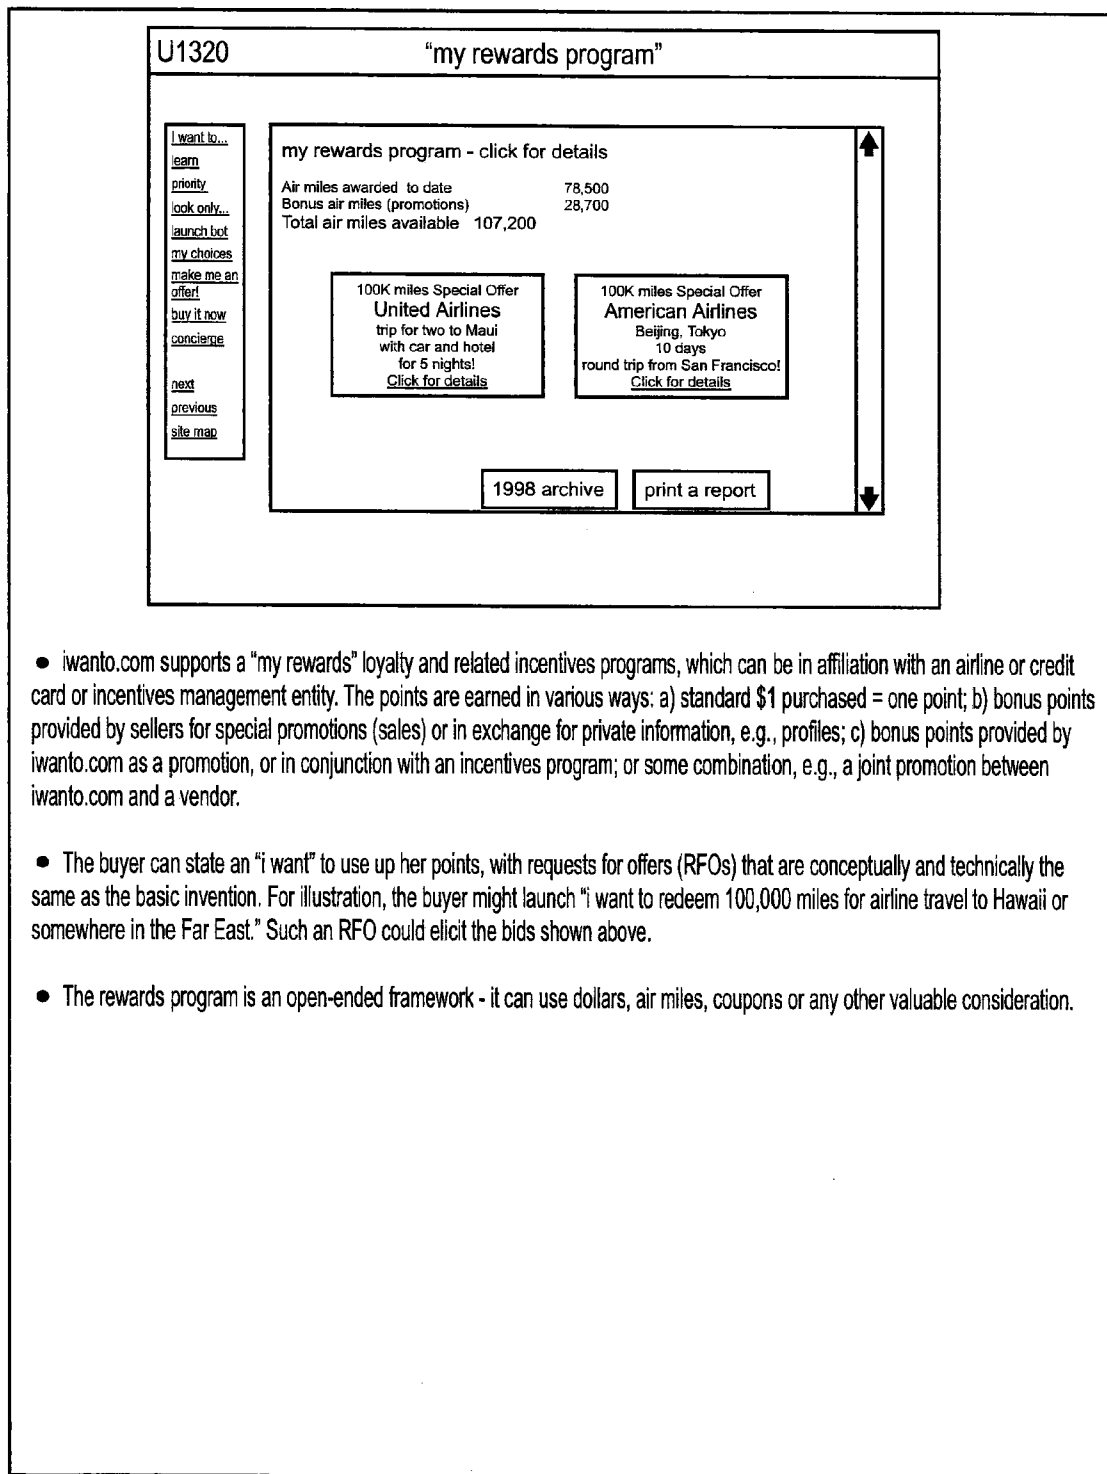 U1320 "my rewards program"
I want to...
learn
priority
look only...
launch bot
my choices
make me an
offer!
buy it now
concierge
next
previous
site map
my rewards program - click for details
Air miles awarded to date 78,500
Bonus air miles (promotions) 28,700
Total air miles available 107,200
100K miles Special Offer
United Airlines
trip for two to Maui
with car and hotel
for 5 nights!
Click for details
100K miles Special Offer
American Airlines
Beijing, Tokyo
10 days
round trip from San Francisco!
Click for details
1998 archive
print a report
• iwanto.com supports a "my rewards" loyalty and related incentives programs, which can be in affiliation with an airline or credit
card or incentives management entity. The points are earned in various ways: a) standard $1 purchased = one point; b) bonus points
provided by sellers for special promotions (sales) or in exchange for private information, e.g., profiles; c) bonus points provided by
iwanto.com as a promotion, or in conjunction with an incentives program; or some combination, e.g., a joint promotion between
iwanto.com and a vendor.
• The buyer can state an "i want" to use up her points, with requests for offers (RFOs) that are conceptually and technically the
same as the basic invention. For illustration, the buyer might launch "i want to redeem 100,000 miles for airline travel to Hawaii or
somewhere in the Far East." Such an RFO could elicit the bids shown above.
• The rewards program is an open-ended framework - it can use dollars, air miles, coupons or any other valuable consideration.